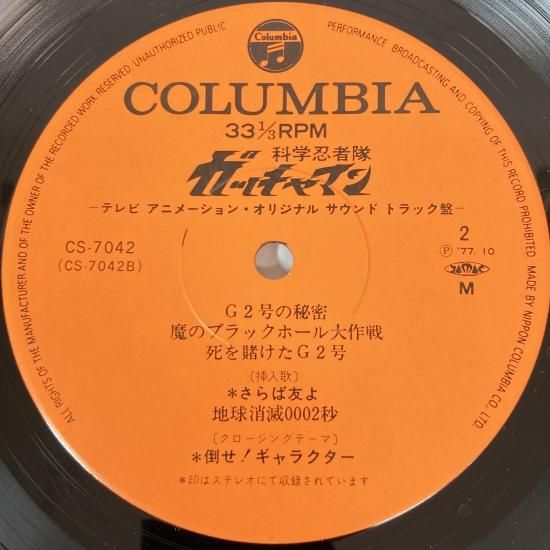 Columbia
ALL RIGHTS OF THE MANUFACTURER AND OF THE OWNER OF THE RECORDED WORK RESERVED. UNAUTHORIZED PUBLIC PERFORMANCE BROADCASTING AND COPYING OF THIS RECORD PROHIBITED. MADE BY NIPPON COLUMBIA CO., LTD.
COLUMBIA
33 1/3 RPM
科学忍者隊
ガッチャマン
—テレビ アニメーション・オリジナル サウンド トラック盤—
CS-7042
(CS-7042B)
2
Ⓟ '77. 10
JASRAC
M
G2号の秘密
魔のブラックホール大作戦
死を賭けたG2号
〔挿入歌〕
*さらば友よ
地球消滅0002秒
〔クロージングテーマ〕
*倒せ!ギャラクター
*印はステレオにて収録されています